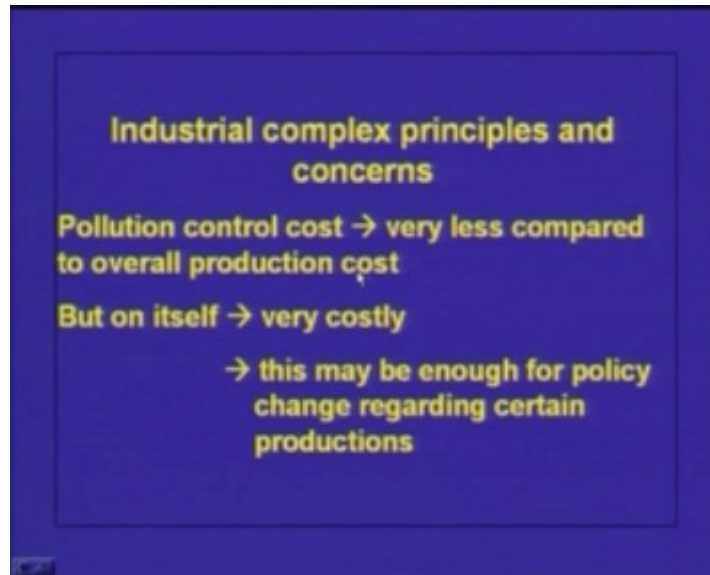 Industrial complex principles and
concerns
Pollution control cost → very less compared
to overall production cost
But on itself → very costly
→ this may be enough for policy
change regarding certain
productions